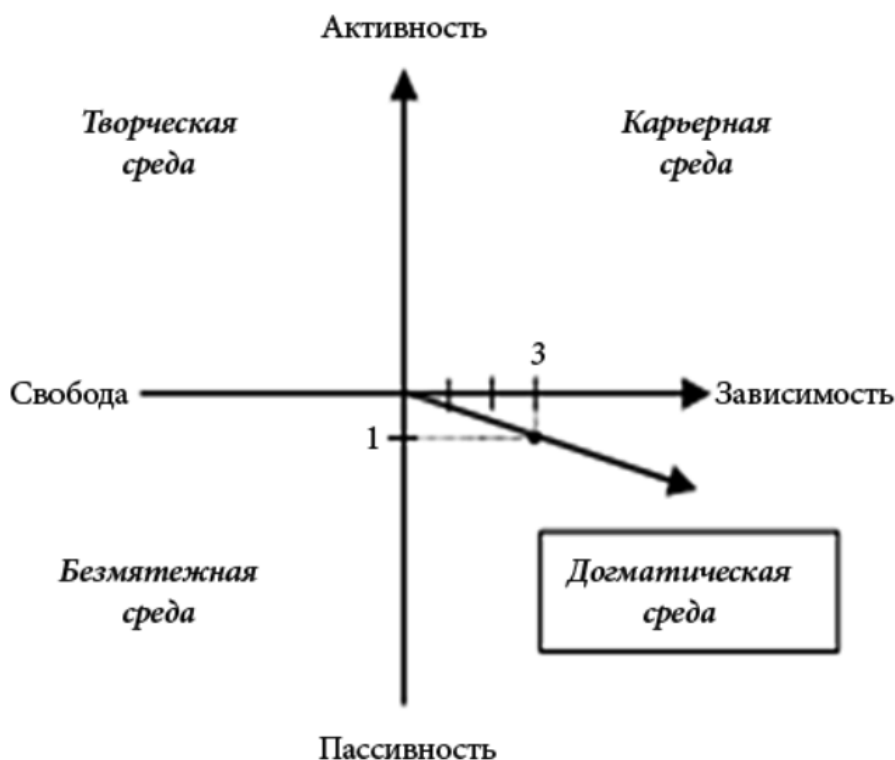 Активность
Творческая
среда
Карьерная
среда
3
Свобода
Зависимость
1
Безмятежная
среда
Догматическая
среда
Пассивность